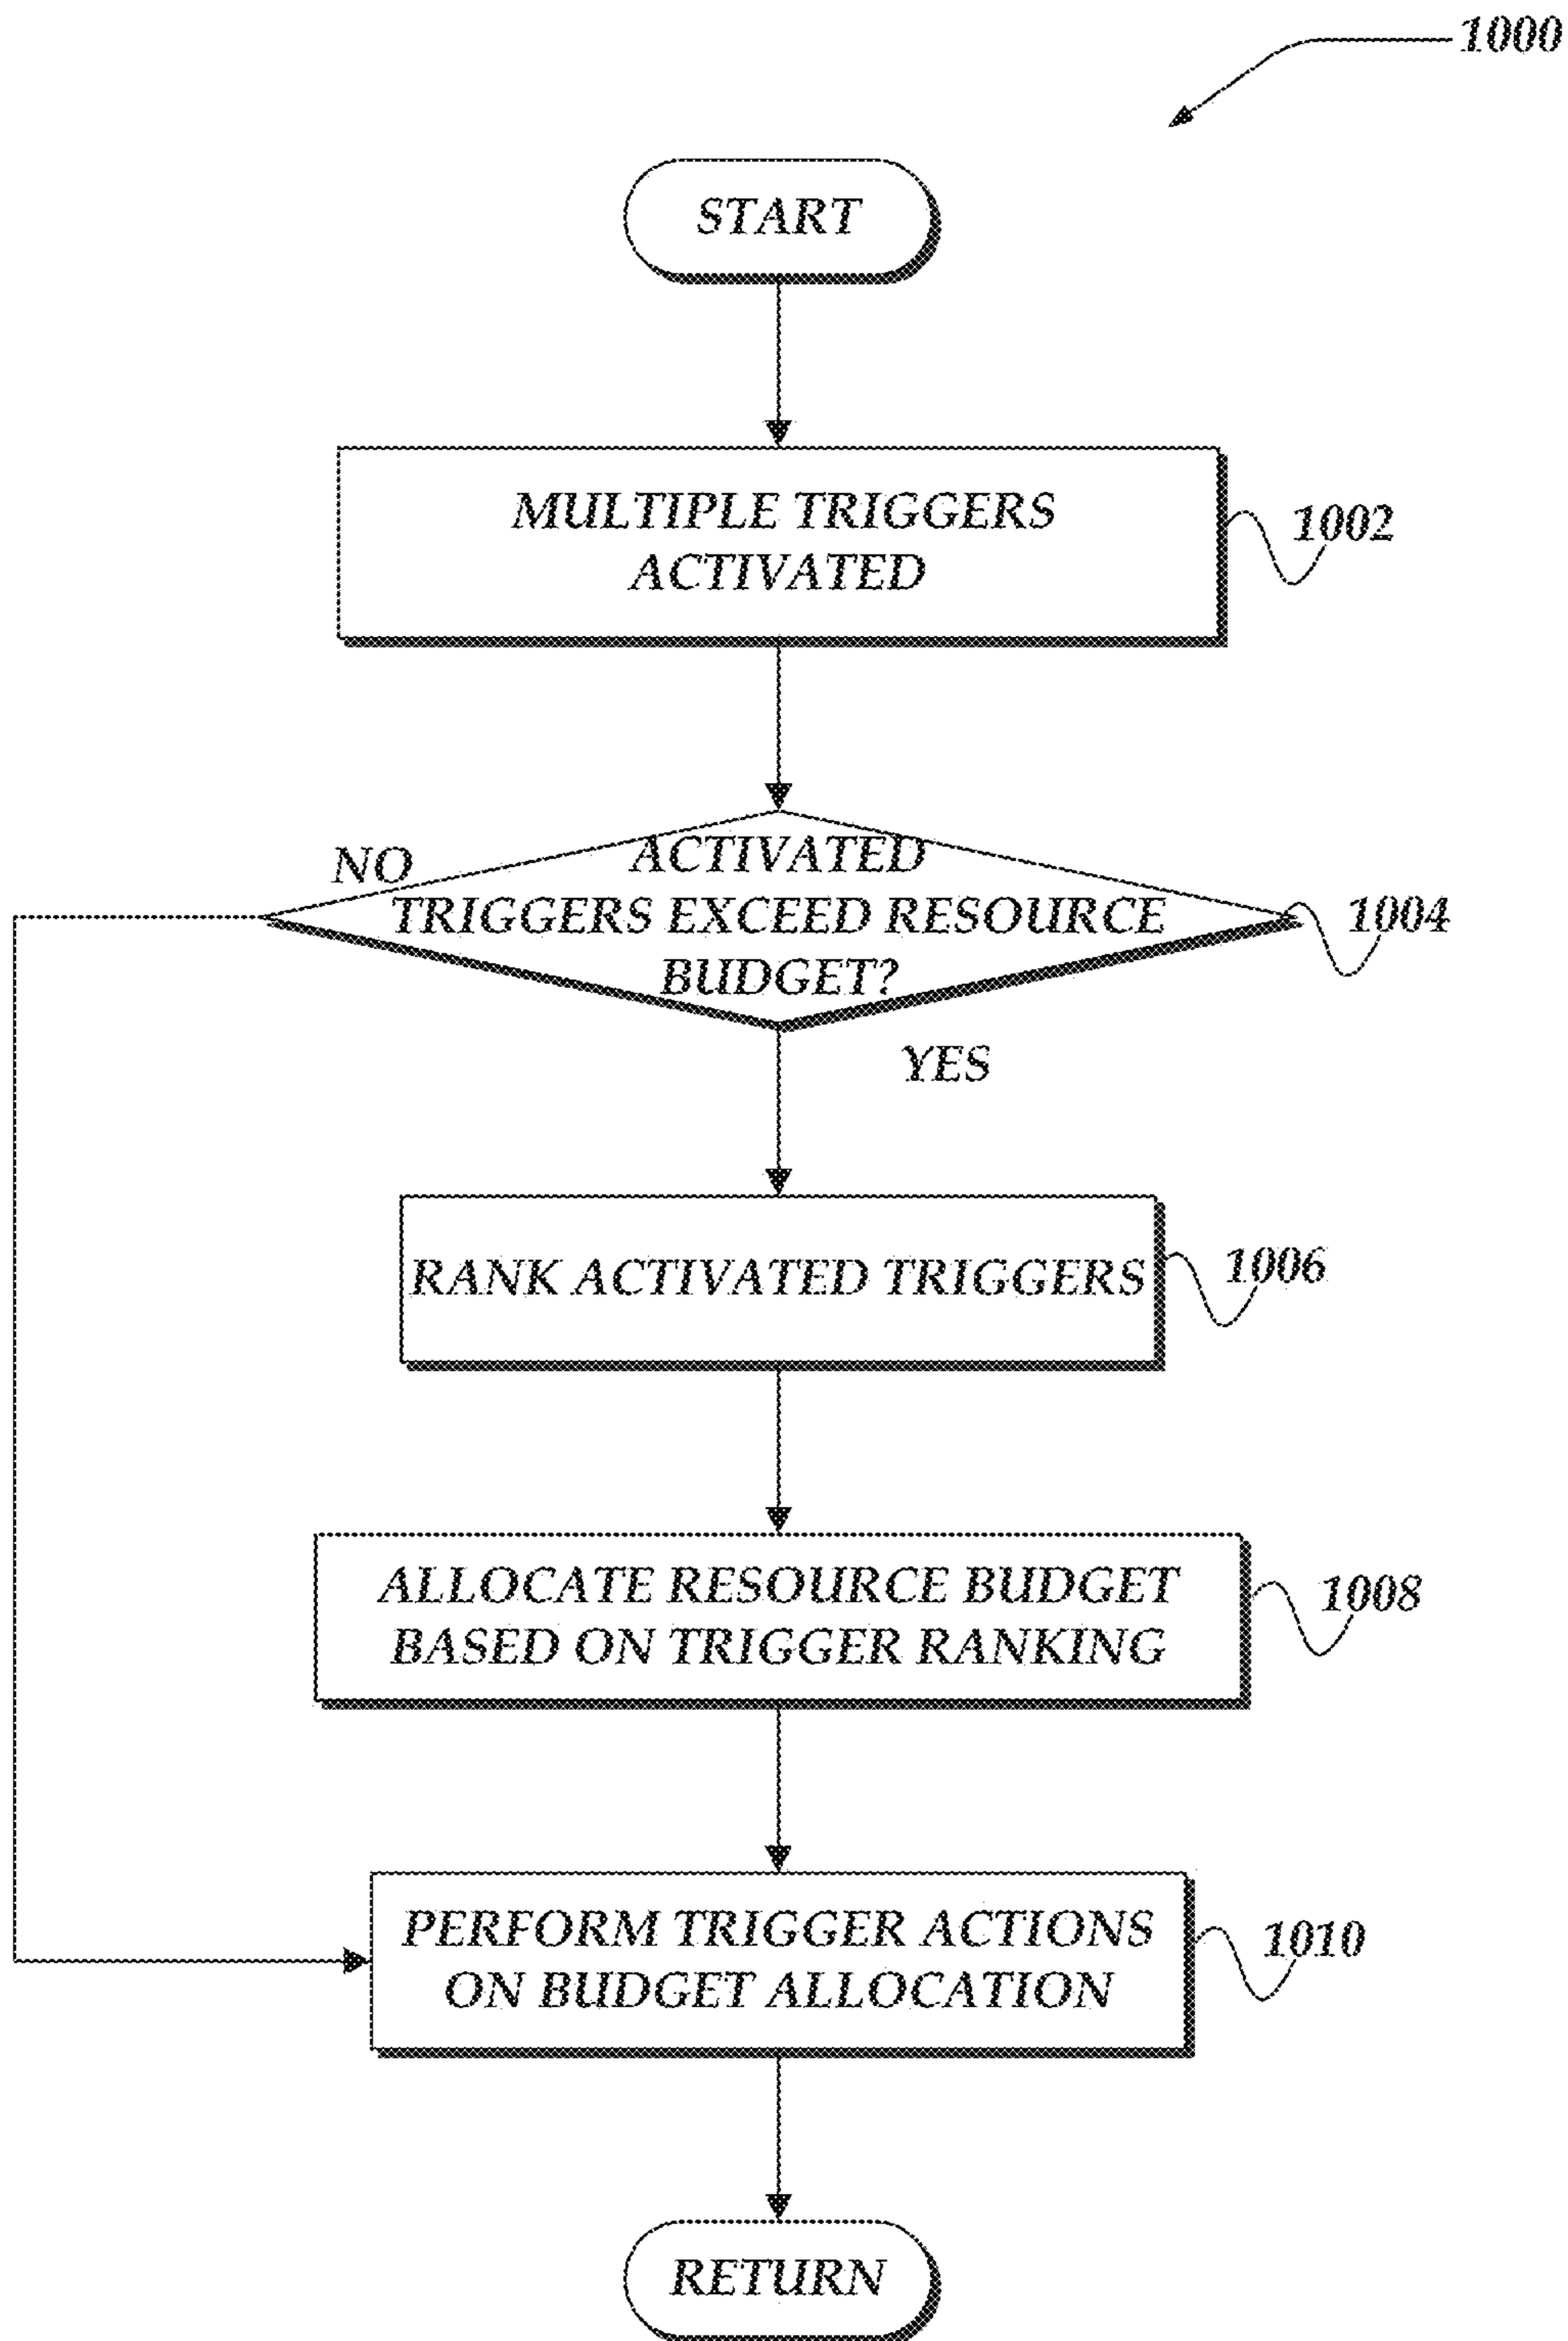 1000
START
MULTIPLE TRIGGERS
ACTIVATED
1002
NO
ACTIVATED
TRIGGERS EXCEED RESOURCE
BUDGET?
1004
YES
RANK ACTIVATED TRIGGERS
1006
ALLOCATE RESOURCE BUDGET
BASED ON TRIGGER RANKING
1008
PERFORM TRIGGER ACTIONS
ON BUDGET ALLOCATION
1010
RETURN